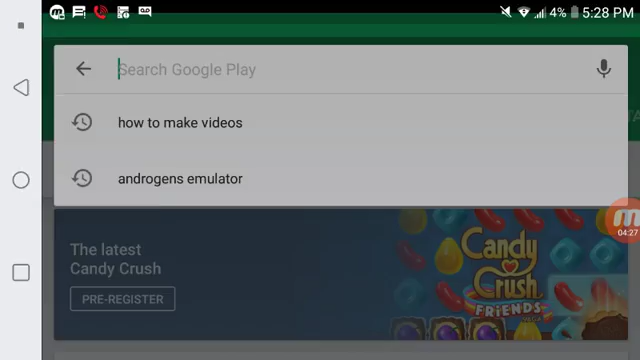 4% 5:28 PM
Search Google Play
how to make videos
androgens emulator
The latest
Candy Crush
PRE-REGISTER
Candy
Crush
FRIENDS
04:27